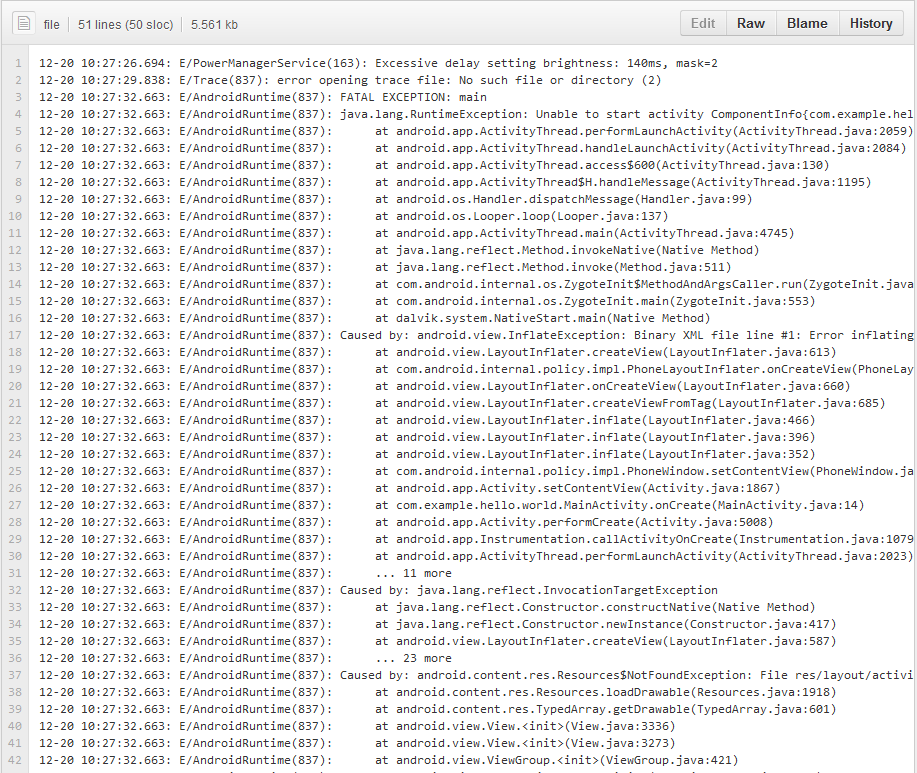 file 51 lines (50 sloc) 5.561 kb Edit Raw Blame History
1 12-20 10:27:26.694: E/PowerManagerService(163): Excessive delay setting brightness: 140ms, mask=2
2 12-20 10:27:29.838: E/Trace(837): error opening trace file: No such file or directory (2)
3 12-20 10:27:32.663: E/AndroidRuntime(837): FATAL EXCEPTION: main
4 12-20 10:27:32.663: E/AndroidRuntime(837): java.lang.RuntimeException: Unable to start activity ComponentInfo{com.example.hel
5 12-20 10:27:32.663: E/AndroidRuntime(837): at android.app.ActivityThread.performLaunchActivity(ActivityThread.java:2059)
6 12-20 10:27:32.663: E/AndroidRuntime(837): at android.app.ActivityThread.handleLaunchActivity(ActivityThread.java:2084)
7 12-20 10:27:32.663: E/AndroidRuntime(837): at android.app.ActivityThread.access$600(ActivityThread.java:130)
8 12-20 10:27:32.663: E/AndroidRuntime(837): at android.app.ActivityThread$H.handleMessage(ActivityThread.java:1195)
9 12-20 10:27:32.663: E/AndroidRuntime(837): at android.os.Handler.dispatchMessage(Handler.java:99)
10 12-20 10:27:32.663: E/AndroidRuntime(837): at android.os.Looper.loop(Looper.java:137)
11 12-20 10:27:32.663: E/AndroidRuntime(837): at android.app.ActivityThread.main(ActivityThread.java:4745)
12 12-20 10:27:32.663: E/AndroidRuntime(837): at java.lang.reflect.Method.invokeNative(Native Method)
13 12-20 10:27:32.663: E/AndroidRuntime(837): at java.lang.reflect.Method.invoke(Method.java:511)
14 12-20 10:27:32.663: E/AndroidRuntime(837): at com.android.internal.os.ZygoteInit$MethodAndArgsCaller.run(ZygoteInit.java
15 12-20 10:27:32.663: E/AndroidRuntime(837): at com.android.internal.os.ZygoteInit.main(ZygoteInit.java:553)
16 12-20 10:27:32.663: E/AndroidRuntime(837): at dalvik.system.NativeStart.main(Native Method)
17 12-20 10:27:32.663: E/AndroidRuntime(837): Caused by: android.view.InflateException: Binary XML file line #1: Error inflating
18 12-20 10:27:32.663: E/AndroidRuntime(837): at android.view.LayoutInflater.createView(LayoutInflater.java:613)
19 12-20 10:27:32.663: E/AndroidRuntime(837): at com.android.internal.policy.impl.PhoneLayoutInflater.onCreateView(PhoneLay
20 12-20 10:27:32.663: E/AndroidRuntime(837): at android.view.LayoutInflater.onCreateView(LayoutInflater.java:660)
21 12-20 10:27:32.663: E/AndroidRuntime(837): at android.view.LayoutInflater.createViewFromTag(LayoutInflater.java:685)
22 12-20 10:27:32.663: E/AndroidRuntime(837): at android.view.LayoutInflater.inflate(LayoutInflater.java:466)
23 12-20 10:27:32.663: E/AndroidRuntime(837): at android.view.LayoutInflater.inflate(LayoutInflater.java:396)
24 12-20 10:27:32.663: E/AndroidRuntime(837): at android.view.LayoutInflater.inflate(LayoutInflater.java:352)
25 12-20 10:27:32.663: E/AndroidRuntime(837): at com.android.internal.policy.impl.PhoneWindow.setContentView(PhoneWindow.ja
26 12-20 10:27:32.663: E/AndroidRuntime(837): at android.app.Activity.setContentView(Activity.java:1867)
27 12-20 10:27:32.663: E/AndroidRuntime(837): at com.example.hello.world.MainActivity.onCreate(MainActivity.java:14)
28 12-20 10:27:32.663: E/AndroidRuntime(837): at android.app.Activity.performCreate(Activity.java:5008)
29 12-20 10:27:32.663: E/AndroidRuntime(837): at android.app.Instrumentation.callActivityOnCreate(Instrumentation.java:1079
30 12-20 10:27:32.663: E/AndroidRuntime(837): at android.app.ActivityThread.performLaunchActivity(ActivityThread.java:2023)
31 12-20 10:27:32.663: E/AndroidRuntime(837): ... 11 more
32 12-20 10:27:32.663: E/AndroidRuntime(837): Caused by: java.lang.reflect.InvocationTargetException
33 12-20 10:27:32.663: E/AndroidRuntime(837): at java.lang.reflect.Constructor.constructNative(Native Method)
34 12-20 10:27:32.663: E/AndroidRuntime(837): at java.lang.reflect.Constructor.newInstance(Constructor.java:417)
35 12-20 10:27:32.663: E/AndroidRuntime(837): at android.view.LayoutInflater.createView(LayoutInflater.java:587)
36 12-20 10:27:32.663: E/AndroidRuntime(837): ... 23 more
37 12-20 10:27:32.663: E/AndroidRuntime(837): Caused by: android.content.res.Resources$NotFoundException: File res/layout/activi
38 12-20 10:27:32.663: E/AndroidRuntime(837): at android.content.res.Resources.loadDrawable(Resources.java:1918)
39 12-20 10:27:32.663: E/AndroidRuntime(837): at android.content.res.TypedArray.getDrawable(TypedArray.java:601)
40 12-20 10:27:32.663: E/AndroidRuntime(837): at android.view.View.<init>(View.java:3336)
41 12-20 10:27:32.663: E/AndroidRuntime(837): at android.view.View.<init>(View.java:3273)
42 12-20 10:27:32.663: E/AndroidRuntime(837): at android.view.ViewGroup.<init>(ViewGroup.java:421)